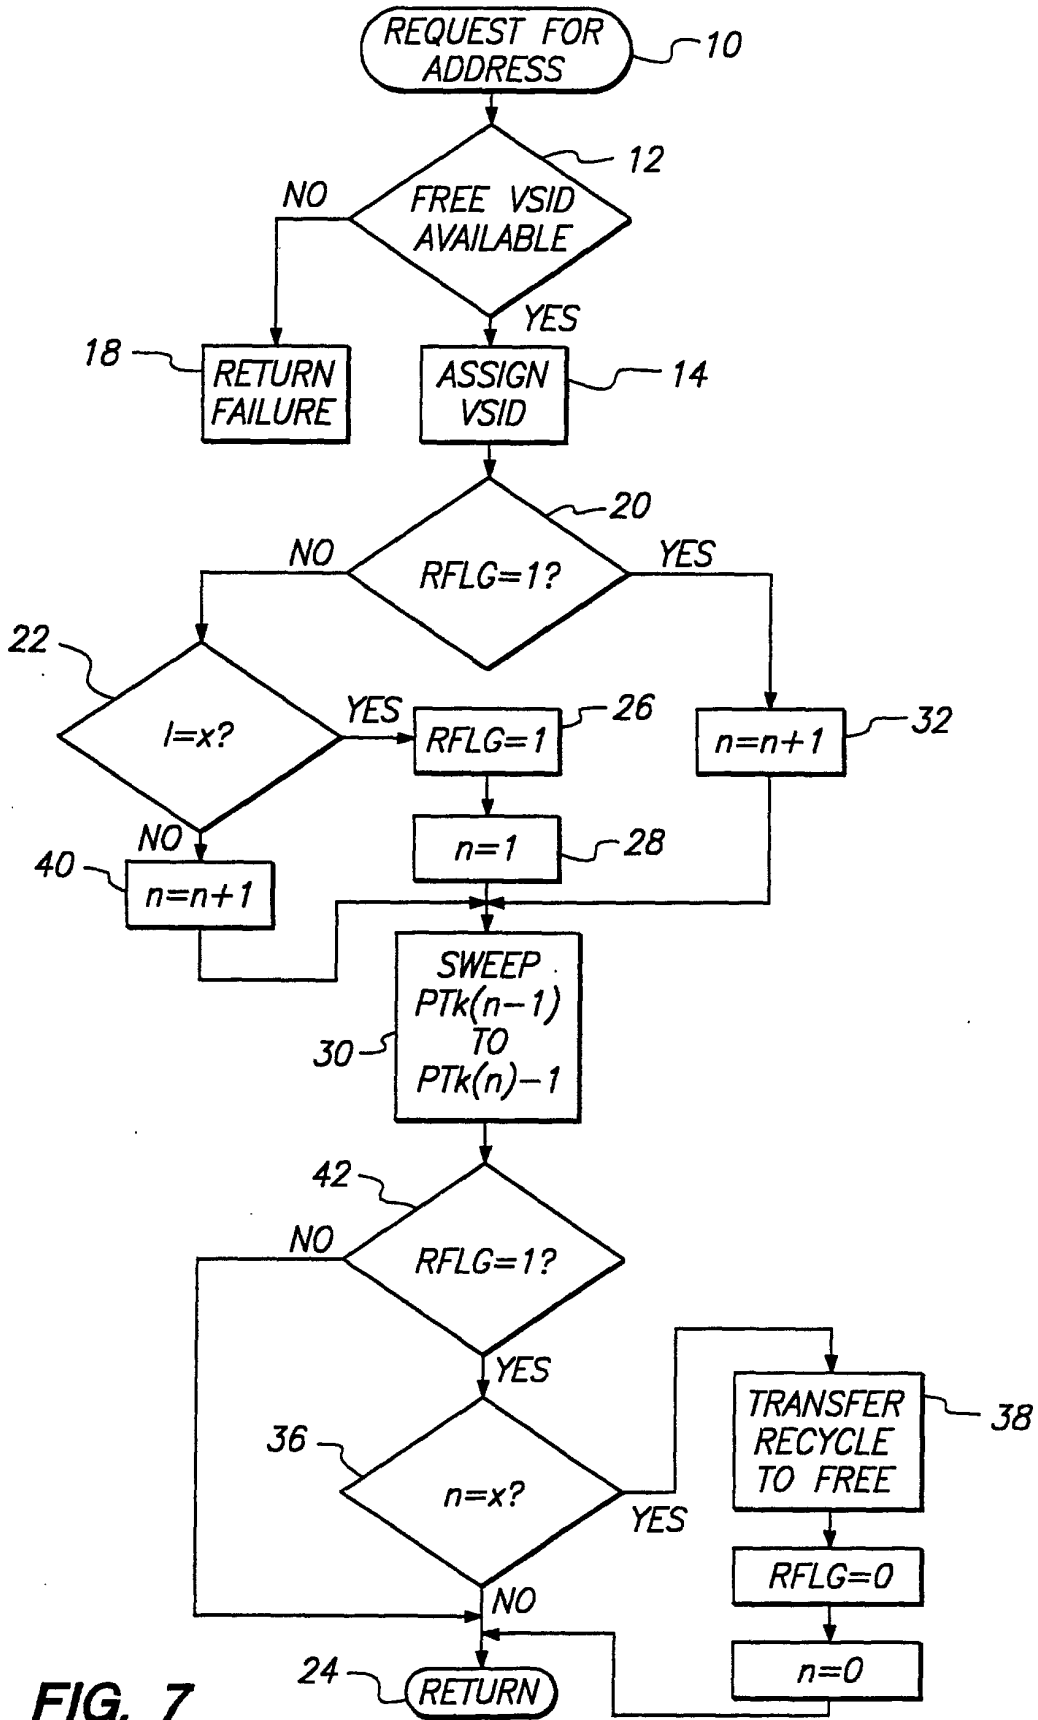 REQUEST FOR
ADDRESS
10
12
FREE VSID
AVAILABLE
NO
YES
18
RETURN
FAILURE
ASSIGN
VSID
14
20
RFLG=1?
NO
YES
22
l=x?
YES
RFLG=1
26
n=n+1
32
NO
n=1
28
40
n=n+1
SWEEP
PTk(n-1)
TO
PTk(n)-1
30
42
RFLG=1?
NO
YES
36
n=x?
YES
TRANSFER
RECYCLE
TO FREE
38
RFLG=0
NO
n=0
24
RETURN
FIG. 7